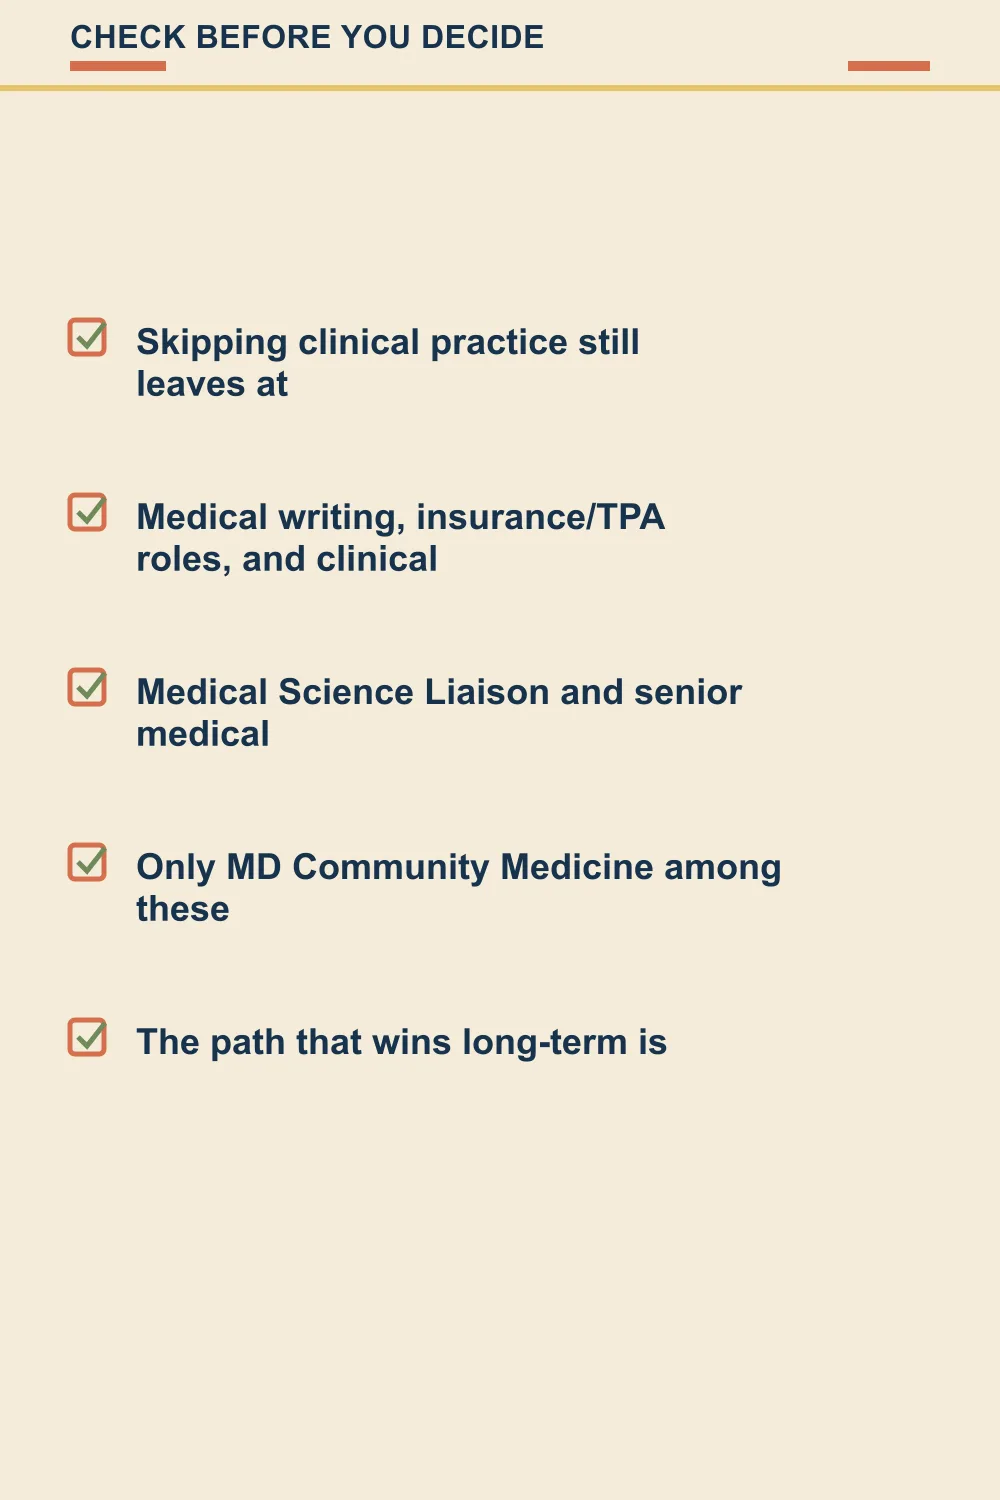 CHECK BEFORE YOU DECIDE
Skipping clinical practice still
leaves at
Medical writing, insurance/TPA
roles, and clinical
Medical Science Liaison and senior
medical
Only MD Community Medicine among
these
The path that wins long-term is